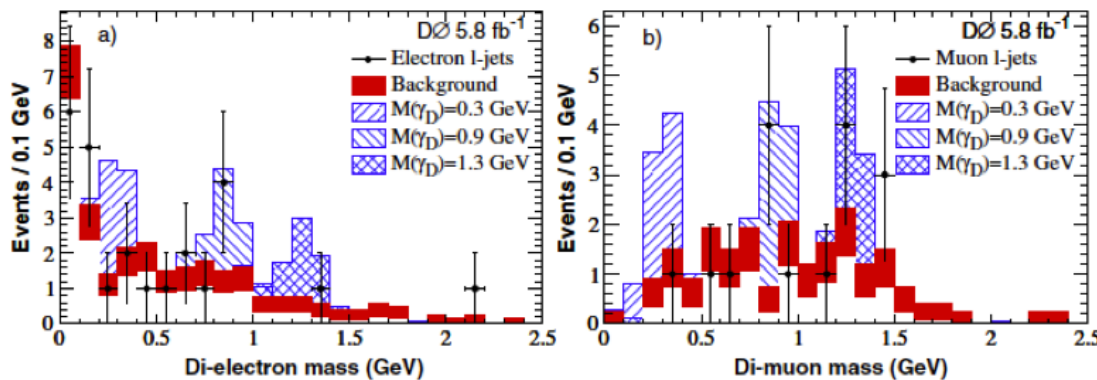 a)
DØ 5.8 fb⁻¹
Electron l-jets
Background
M(γD)=0.3 GeV
M(γD)=0.9 GeV
M(γD)=1.3 GeV
Events / 0.1 GeV
8
7
6
5
4
3
2
1
0
0 0.5 1 1.5 2 2.5
Di-electron mass (GeV)
b)
DØ 5.8 fb⁻¹
Muon l-jets
Background
M(γD)=0.3 GeV
M(γD)=0.9 GeV
M(γD)=1.3 GeV
Events / 0.1 GeV
6
5
4
3
2
1
0
0 0.5 1 1.5 2 2.5
Di-muon mass (GeV)